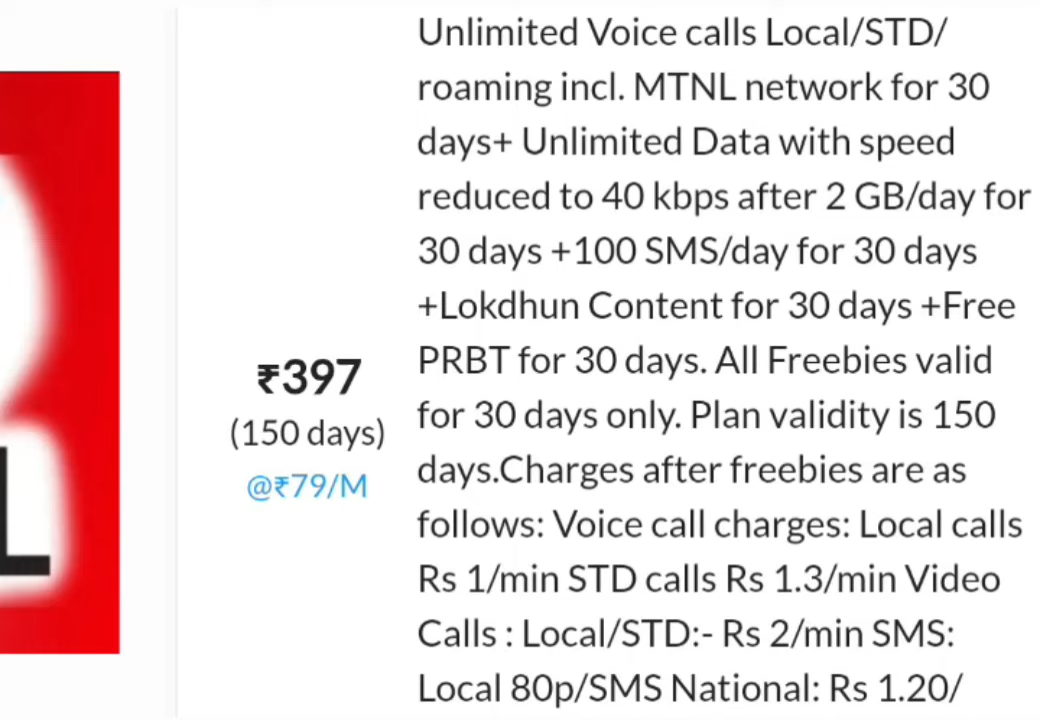 Unlimited Voice calls Local/STD/
roaming incl. MTNL network for 30
days+ Unlimited Data with speed
reduced to 40 kbps after 2 GB/day for
30 days +100 SMS/day for 30 days
+Lokdhun Content for 30 days +Free
PRBT for 30 days. All Freebies valid
for 30 days only. Plan validity is 150
days.Charges after freebies are as
follows: Voice call charges: Local calls
Rs 1/min STD calls Rs 1.3/min Video
Calls : Local/STD:- Rs 2/min SMS:
Local 80p/SMS National: Rs 1.20/
₹397
(150 days)
@₹79/M
L